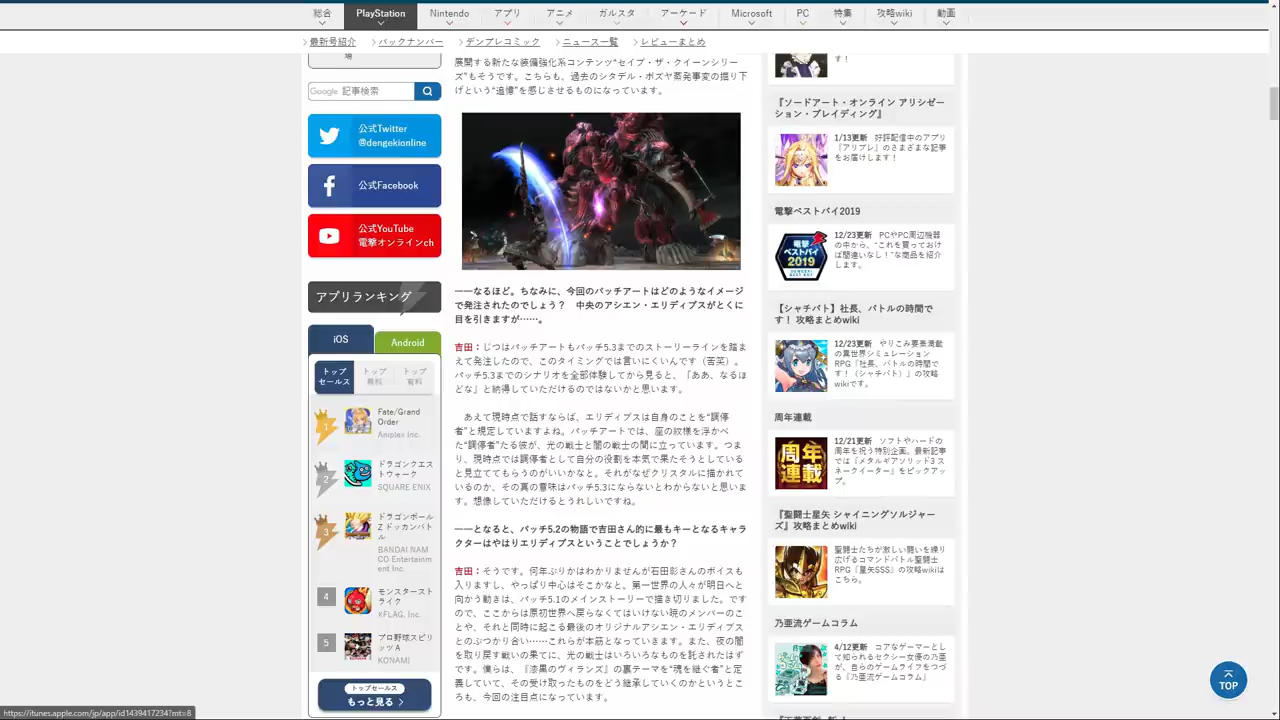 総合
PlayStation
Nintendo
アプリ
アニメ
ガルスタ
アーケード
Microsoft
PC
特集
攻略wiki
動画
最新号紹介
バックナンバー
デンプレコミック
ニュース一覧
レビューまとめ
場
Google 記事検索
公式Twitter
@dengekionline
公式Facebook
公式YouTube
電撃オンラインch
アプリランキング
iOS
Android
トップ
セールス
トップ
無料
トップ
有料
1
Fate/Grand
Order
Aniplex Inc.
2
ドラゴンクエス
トウォーク
SQUARE ENIX
3
ドラゴンボール
Z ドッカンバト
ル
BANDAI NAM
CO Entertainm
ent Inc.
4
モンスタースト
ライク
XFLAG, Inc.
5
プロ野球スピリ
ッツＡ
KONAMI
トップセールス
もっと見る
展開する新たな装備強化系コンテンツ“セイブ・ザ・クイーンシリー
ズ”もそうです。こちらも、過去のシタデル・ボズヤ蒸発事変の掘り下
げという“追憶”を感じさせるものになっています。
――なるほど。ちなみに、今回のパッチアートはどのようなイメージ
で発注されたのでしょう？　中央のアシエン・エリディブスがとくに
目を引きますが……。
吉田：じつはパッチアートもパッチ5.3までのストーリーラインを踏ま
えて発注したので、このタイミングでは言いにくいんです（苦笑）。
パッチ5.3までのシナリオを全部体験してから見ると、『ああ、なるほ
どな』と納得していただけるのではないかと思います。
　あえて現時点で話すならば、エリディブスは自身のことを“調停
者”と規定していますよね。パッチアートでは、座の紋様を浮かべ
た“調停者”たる彼が、光の戦士と闇の戦士の間に立っています。つま
り、現時点では調停者として自分の役割を本気で果たそうとしている
と見立ててもらうのがいいかなと。それがなぜクリスタルに描かれて
いるのか、その真の意味はパッチ5.3にならないとわからないと思いま
す。想像していただけるとうれしいですね。
――となると、パッチ5.2の物語で吉田さん的に最もキーとなるキャラ
クターはやはりエリディブスということでしょうか？
吉田：そうです。何年ぶりかはわかりませんが石田彰さんのボイスも
入りますし、やっぱり中心はそこかなと。第一世界の人々が明日へと
向かう動きは、パッチ5.1のメインストーリーで描き切りました。です
ので、ここからは原初世界へ戻らなくてはいけない暁のメンバーのこ
とや、それと同時に起こる最後のオリジナルアシエン・エリディブス
とのぶつかり合い……これらが本筋となっていきます。また、夜の闇
を取り戻す戦いの果てに、光の戦士はいろいろなものを託されたはず
です。僕らは、『漆黒のヴィランズ』の裏テーマを“魂を継ぐ者”と定
義していて、その受け取ったものをどう継承していくのかというとこ
ろも、今回の注目点になっています。
す！
『ソードアート・オンライン アリシゼー
ション・ブレイディング』
1/13更新　好評配信中のアプリ
『アリブレ』のさまざまな記事
をお届けします！
電撃ベストバイ2019
電撃
ベストバイ
2019
12/23更新　PCやPC周辺機器
の中から、“これを買っておけ
ば間違いなし！”な商品を紹介
します。
【シャチバト】社長、バトルの時間で
す！ 攻略まとめwiki
12/23更新　やりこみ要素満載
の異世界シミュレーション
RPG『社長、バトルの時間で
す！（シャチバト）』の攻略
wikiです。
周年連載
周年
連載
12/21更新　ソフトやハードの
周年を祝う特別企画。最新記事
では『メタルギアソリッド3 ス
ネークイーター』をピックアッ
プ。
『聖闘士星矢 シャイニングソルジャー
ズ』攻略まとめwiki
聖闘士たちが激しい闘いを繰り
広げるコマンドバトル聖闘士
RPG『星矢SSS』の攻略wikiは
こちら。
乃亜流ゲームコラム
4/12更新　コアなゲーマーとし
て知られるセクシー女優の乃亜
が、自らのゲームライフをつづ
る『乃亜流ゲームコラム』
TOP
https://itunes.apple.com/jp/app/id1439417234?mt=8